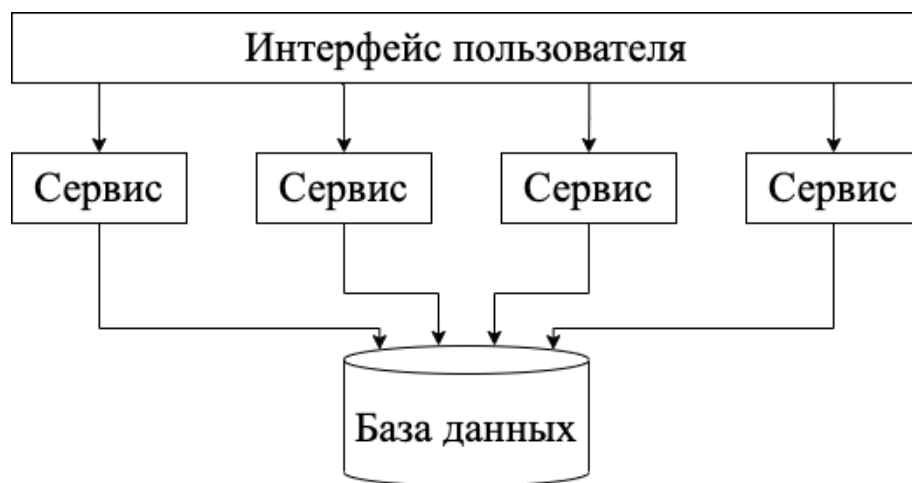 Интерфейс пользователя
Сервис
Сервис
Сервис
Сервис
База данных